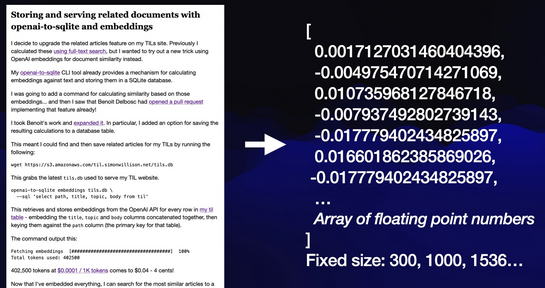 Storing and serving related documents with
openai-to-sqlite and embeddings
I decide to upgrade the related articles feature on my TILs site. Previously I
calculated these using full-text search, but I wanted to try out a new trick using
OpenAI embeddings for document similarity instead.
My openai-to-sqlite CLI tool already provides a mechanism for calculating
embeddings against text and storing them in a SQLite database.
I was going to add a command for calculating similarity based on those
embeddings... and then I saw that Benoit Delbosc had opened a pull request
implementing that feature already!
I took Benoit's work and expanded it. In particular, I added an option for saving the
resulting calculations to a database table.
This meant I could find and then save related articles for my TILs by running the
following:
wget https://s3.amazonaws.com/til.simonwillison.net/tils.db
This grabs the latest tils.db used to serve my TIL website.
openai-to-sqlite embeddings tils.db \
--sql 'select path, title, topic, body from til'
This retrieves and stores embeddings from the OpenAI API for every row in my til
table - embedding the title, topic and body columns concatenated together, then
keying them against the path column (the primary key for that table).
The command output this:
Fetching embeddings [####################################] 100%
Total tokens used: 402500
402,500 tokens at $0.0001 / 1K tokens comes to $0.04 - 4 cents!
Now that I've embedded everything, I can search for the most similar articles to a
[
0.0017127031460404396,
-0.004975470714271069,
0.010735968127846718,
-0.007937492802739143,
-0.017779402434825897,
0.016601862385869026,
-0.017779402434825897,
...
Array of floating point numbers
]
Fixed size: 300, 1000, 1536...